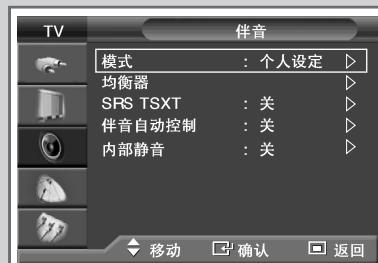 TV 伴音
模式 : 个人设定
均衡器
SRS TSXT : 关
伴音自动控制 : 关
内部静音 : 关
移动 确认 返回